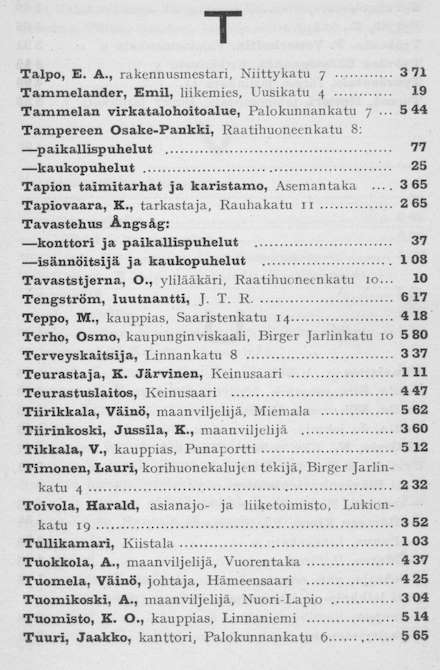 T
Talpo, E. A., rakennusmestari, Niittykatu 7 ............ 3 71
Tammelander, Emil, liikemies, Uusikatu 4 ............ 19
Tammelan virkatalohoitoalue, Palokunnankatu 7 ... 5 44
Tampereen Osake-Pankki, Raatihuoneenkatu 8:
—paikallispuhelut ............ 77
—kaukopuhelut ............ 25
Tapion taimitarhat ja karistamo, Asemantaka .... 3 65
Tapiovaara, K., tarkastaja, Rauhakatu 11 ............ 2 65
Tavastehus Ångsåg:
—konttori ja paikallispuhelut ............ 37
—isännöitsijä ja kaukopuhelut ............ 1 08
Tavaststjerna, O., ylilääkäri, Raatihuoneenkatu 10... 10
Tengström, luutnantti, J. T. R. ............ 6 17
Teppo, M., kauppias, Saaristenkatu 14............ 4 18
Terho, Osmo, kaupunginviskaali, Birger Jarlinkatu 10 5 80
Terveyskaitsija, Linnankatu 8 ............ 3 37
Teurastaja, K. Järvinen, Keinusaari ............ 1 11
Teurastuslaitos, Keinusaari ............ 4 47
Tiirikkala, Väinö, maanviljelijä, Miemala ............ 5 62
Tiirinkoski, Jussila, K., maanviljelijä ............ 3 60
Tikkala, V., kauppias, Punaportti ............ 5 12
Timonen, Lauri, korihuonekalujen tekijä, Birger Jarlin-
katu 4 ............ 2 32
Toivola, Harald, asianajo- ja liiketoimisto, Lukion-
katu 19 ............ 3 52
Tullikamari, Kiistala ............ 1 03
Tuokkola, A., maanviljelijä, Vuorentaka ............ 4 37
Tuomela, Väinö, johtaja, Hämeensaari ............ 4 25
Tuomikoski, A., maanviljelijä, Nuori-Lapio ............ 3 04
Tuomisto, K. O., kauppias, Linnaniemi ............ 5 14
Tuuri, Jaakko, kanttori, Palokunnankatu 6............ 5 65